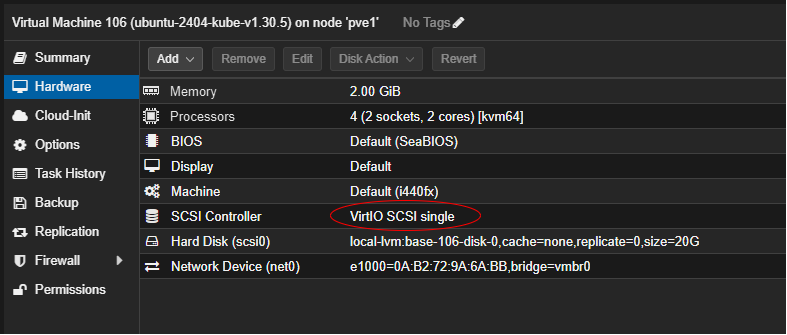 Virtual Machine 106 (ubuntu-2404-kube-v1.30.5) on node 'pve1' No Tags
Summary
Hardware
Cloud-Init
Options
Task History
Backup
Replication
Firewall
Permissions
Add Remove Edit Disk Action Revert
Memory 2.00 GiB
Processors 4 (2 sockets, 2 cores) [kvm64]
BIOS Default (SeaBIOS)
Display Default
Machine Default (i440fx)
SCSI Controller VirtIO SCSI single
Hard Disk (scsi0) local-lvm:base-106-disk-0,cache=none,replicate=0,size=20G
Network Device (net0) e1000=0A:B2:72:9A:6A:BB,bridge=vmbr0